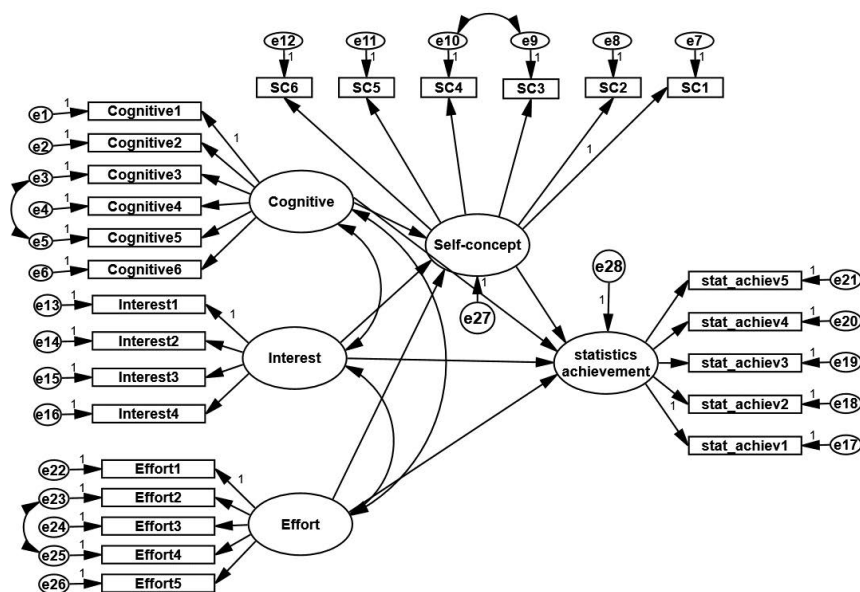 e12
e11
e10
e9
e8
e7
1
1
1
1
1
1
SC6
SC5
SC4
SC3
SC2
SC1
e1
1
Cognitive1
e2
1
Cognitive2
e3
1
Cognitive3
e4
1
Cognitive4
e5
1
Cognitive5
e6
1
Cognitive6
1
Cognitive
1
Self-concept
1
e27
e28
1
e13
1
Interest1
e14
1
Interest2
e15
1
Interest3
e16
1
Interest4
1
Interest
statistics
achievement
stat_achiev5
1
e21
stat_achiev4
1
e20
stat_achiev3
1
e19
stat_achiev2
1
e18
1
stat_achiev1
1
e17
e22
1
Effort1
e23
1
Effort2
e24
1
Effort3
e25
1
Effort4
e26
1
Effort5
1
Effort